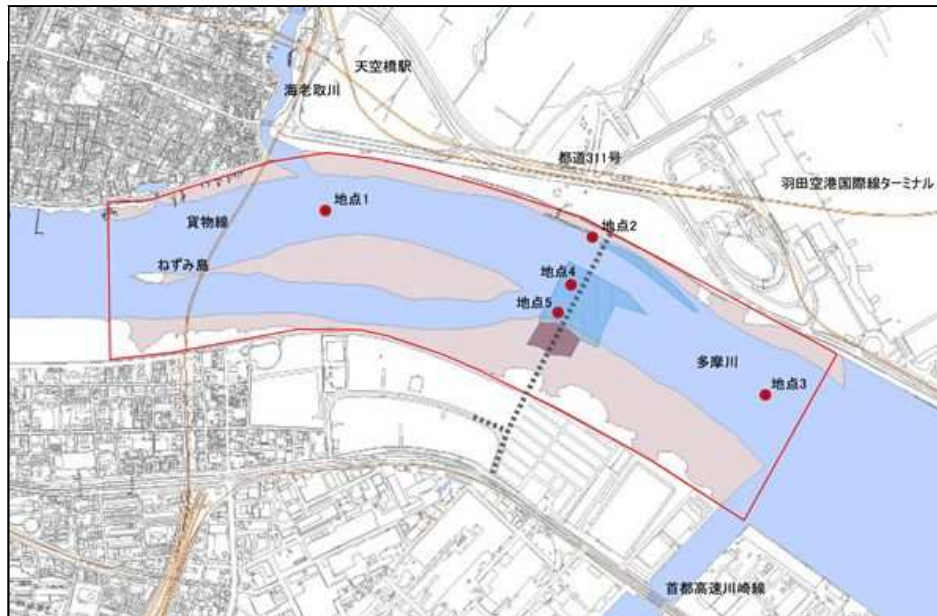 天空橋駅
海老取川
都道311号
羽田空港国際線ターミナル
地点1
貨物線
地点2
ねずみ島
地点4
地点5
多摩川
地点3
首都高速川崎線